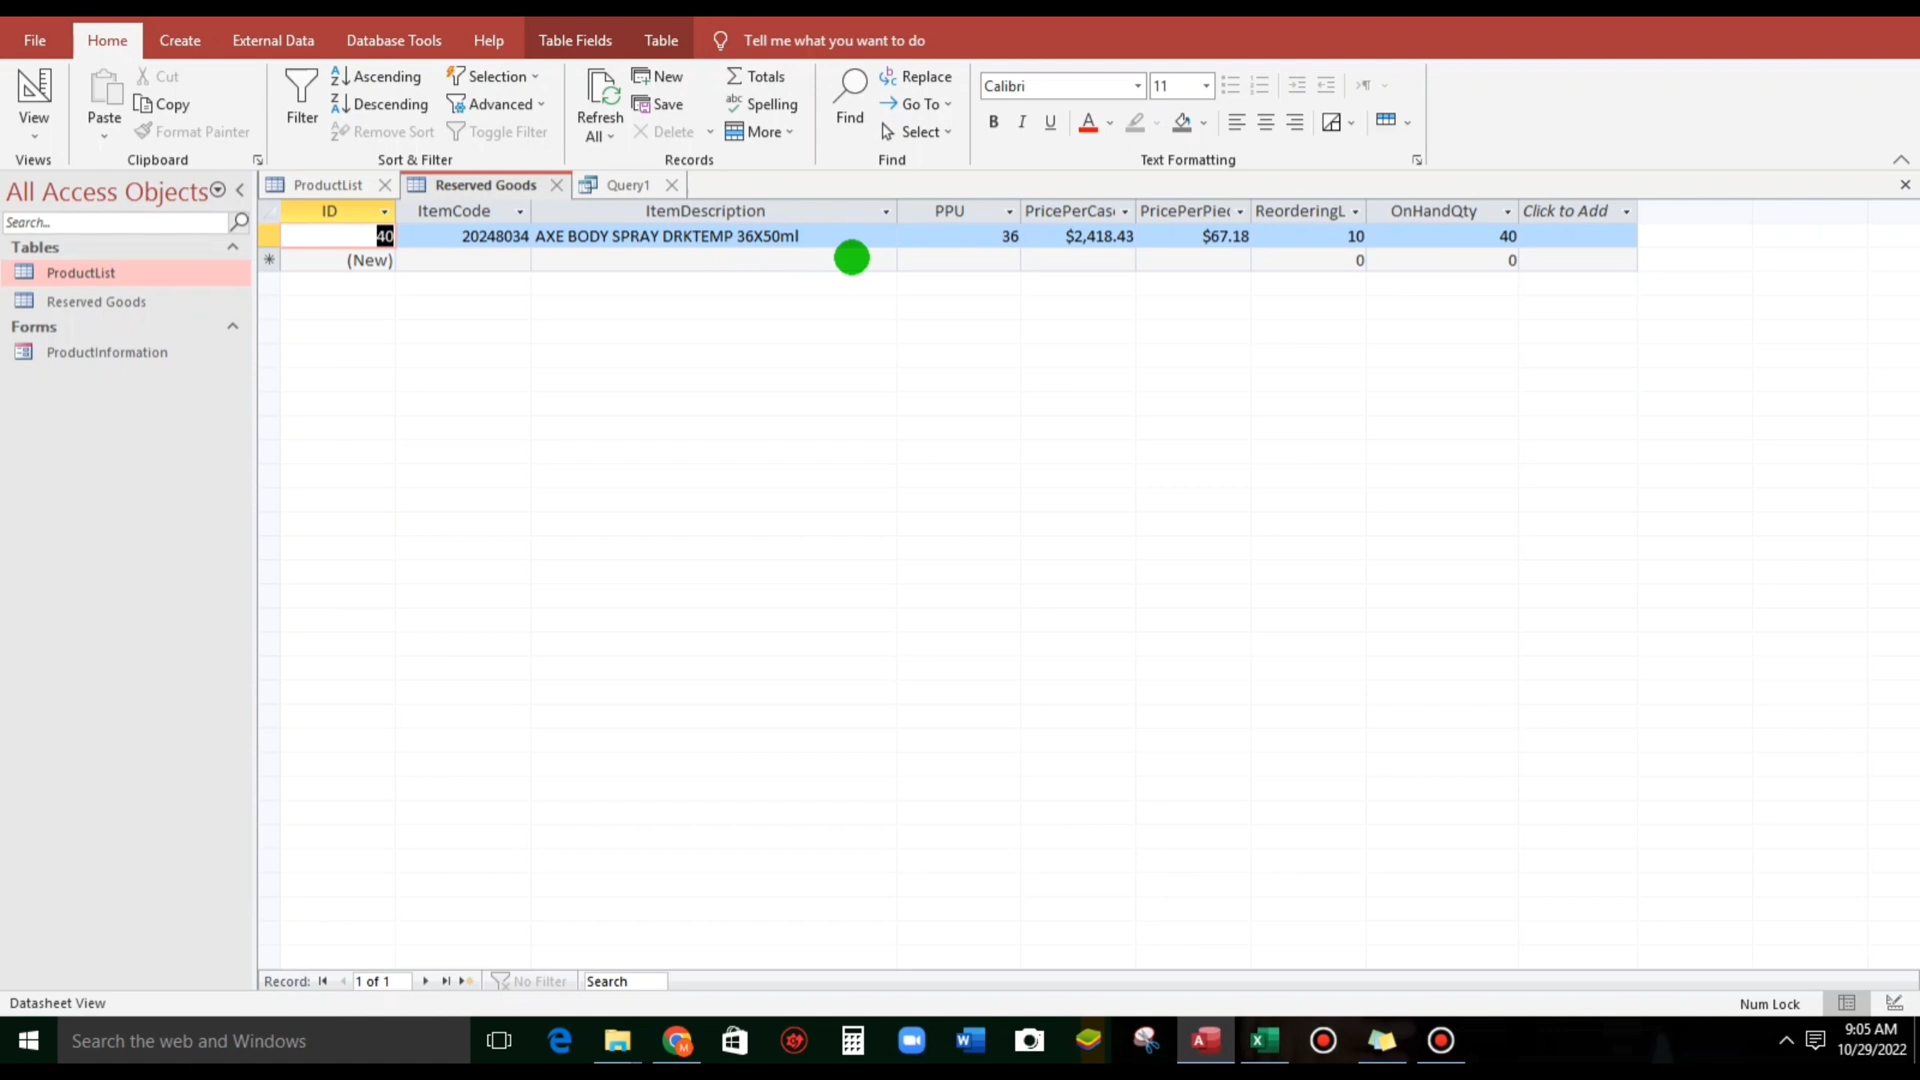 File Home Create External Data Database Tools Help Table Fields Table Tell me what you want to do
View
Views
Paste
Cut
Copy
Format Painter
Clipboard
Filter
Ascending
Descending
Remove Sort
Selection
Advanced
Toggle Filter
Sort & Filter
Refresh
All
New
Save
Delete
Totals
Spelling
More
Records
Find
Replace
Go To
Select
Find
Calibri 11
B I U A
Text Formatting
All Access Objects
Search...
Tables
ProductList
Reserved Goods
Forms
ProductInformation
ProductList Reserved Goods Query1
ID ItemCode ItemDescription PPU PricePerCas PricePerPie ReorderingL OnHandQty Click to Add
40 20248034 AXE BODY SPRAY DRKTEMP 36X50ml 36 $2,418.43 $67.18 10 40
(New) 0 0
Record: 1 of 1 No Filter Search
Datasheet View Num Lock
Search the web and Windows
9:05 AM
10/29/2022